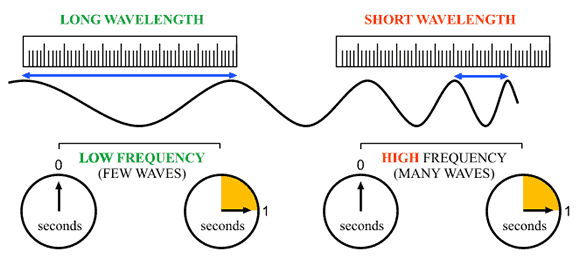 LONG WAVELENGTH
SHORT WAVELENGTH
LOW FREQUENCY
(FEW WAVES)
HIGH FREQUENCY
(MANY WAVES)
0
seconds
1
seconds
0
seconds
1
seconds